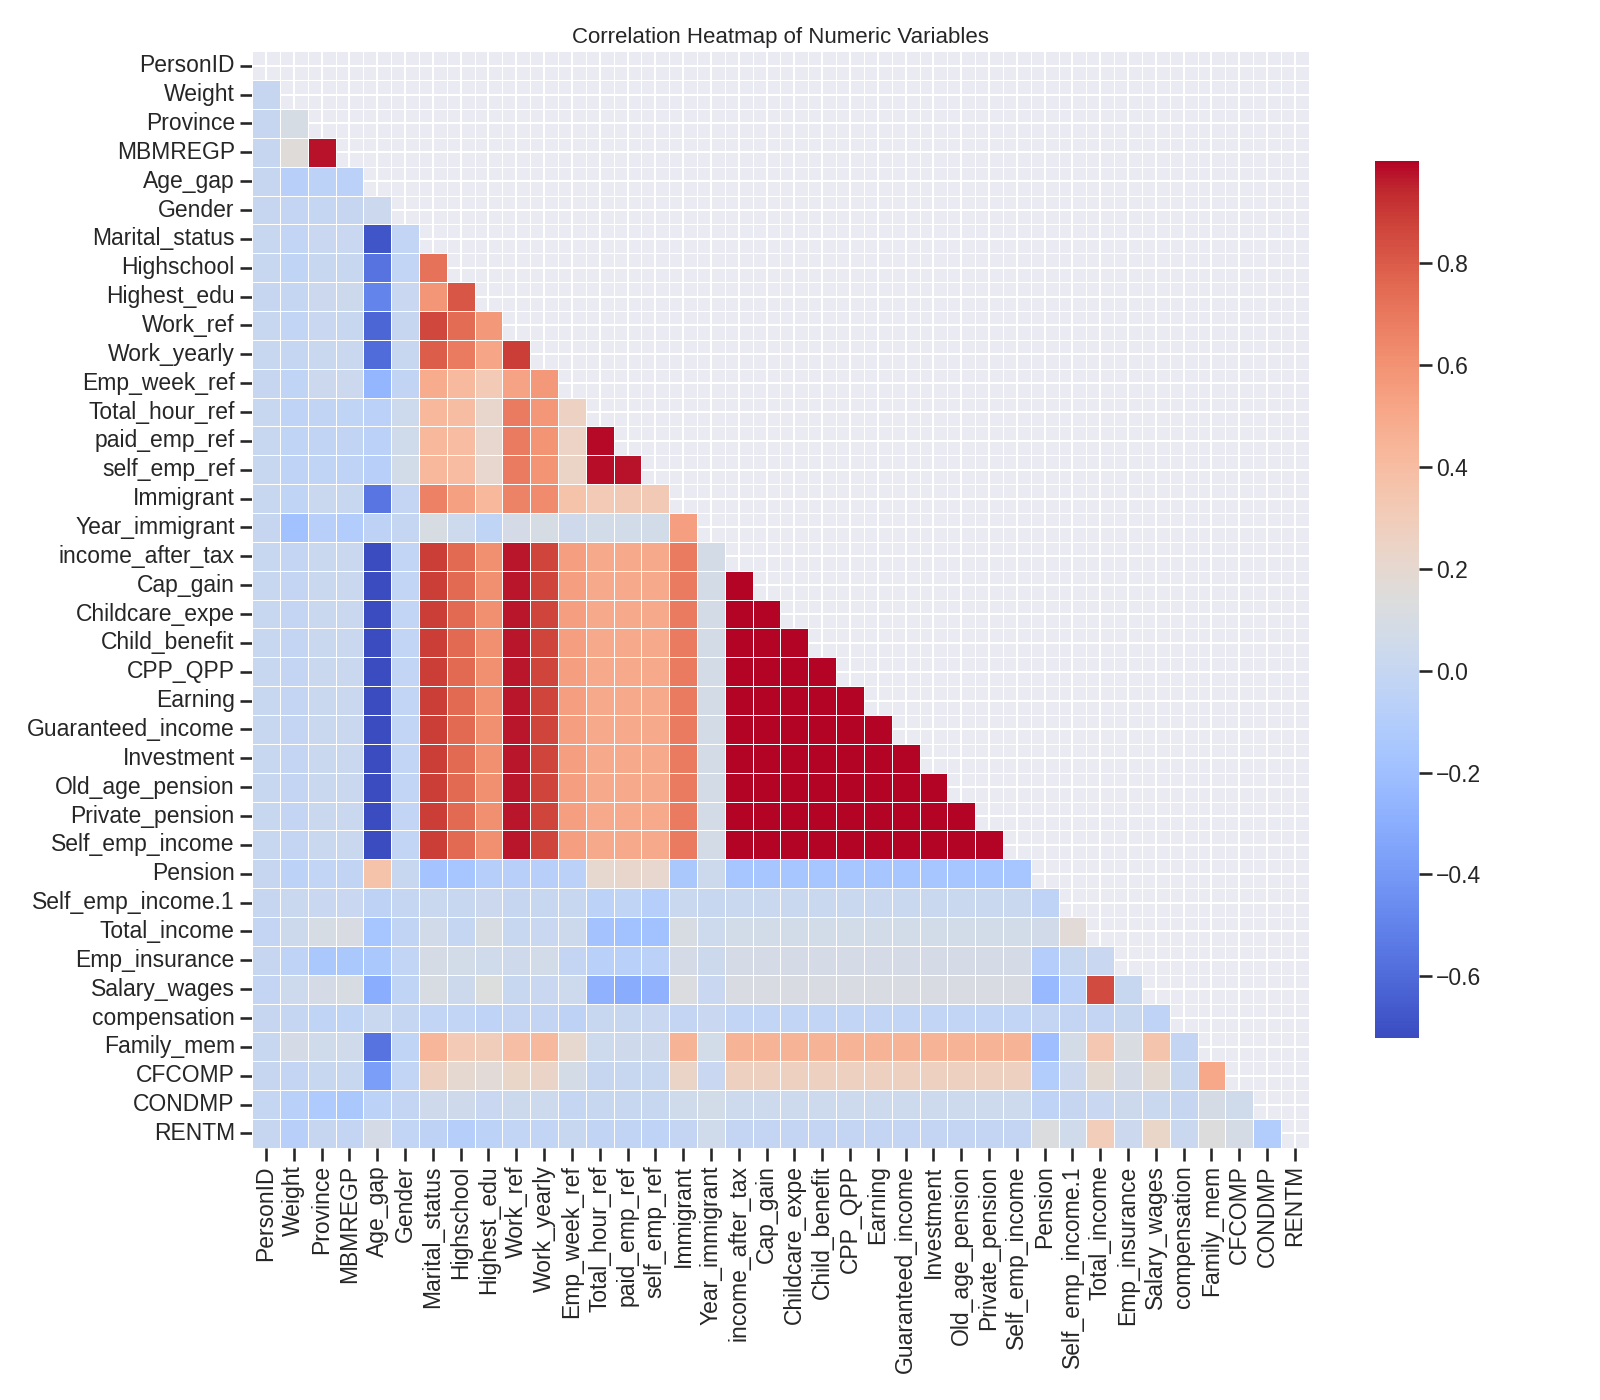 Correlation Heatmap of Numeric Variables
PersonID
Weight
Province
MBMREGP
Age_gap
Gender
Marital_status
Highschool
Highest_edu
Work_ref
Work_yearly
Emp_week_ref
Total_hour_ref
paid_emp_ref
self_emp_ref
Immigrant
Year_immigrant
income_after_tax
Cap_gain
Childcare_expe
Child_benefit
CPP_QPP
Earning
Guaranteed_income
Investment
Old_age_pension
Private_pension
Self_emp_income
Pension
Self_emp_income.1
Total_income
Emp_insurance
Salary_wages
compensation
Family_mem
CFCOMP
CONDMP
RENTM
PersonID
Weight
Province
MBMREGP
Age_gap
Gender
Marital_status
Highschool
Highest_edu
Work_ref
Work_yearly
Emp_week_ref
Total_hour_ref
paid_emp_ref
self_emp_ref
Immigrant
Year_immigrant
income_after_tax
Cap_gain
Childcare_expe
Child_benefit
CPP_QPP
Earning
Guaranteed_income
Investment
Old_age_pension
Private_pension
Self_emp_income
Pension
Self_emp_income.1
Total_income
Emp_insurance
Salary_wages
compensation
Family_mem
CFCOMP
CONDMP
RENTM
0.8
0.6
0.4
0.2
0.0
−0.2
−0.4
−0.6